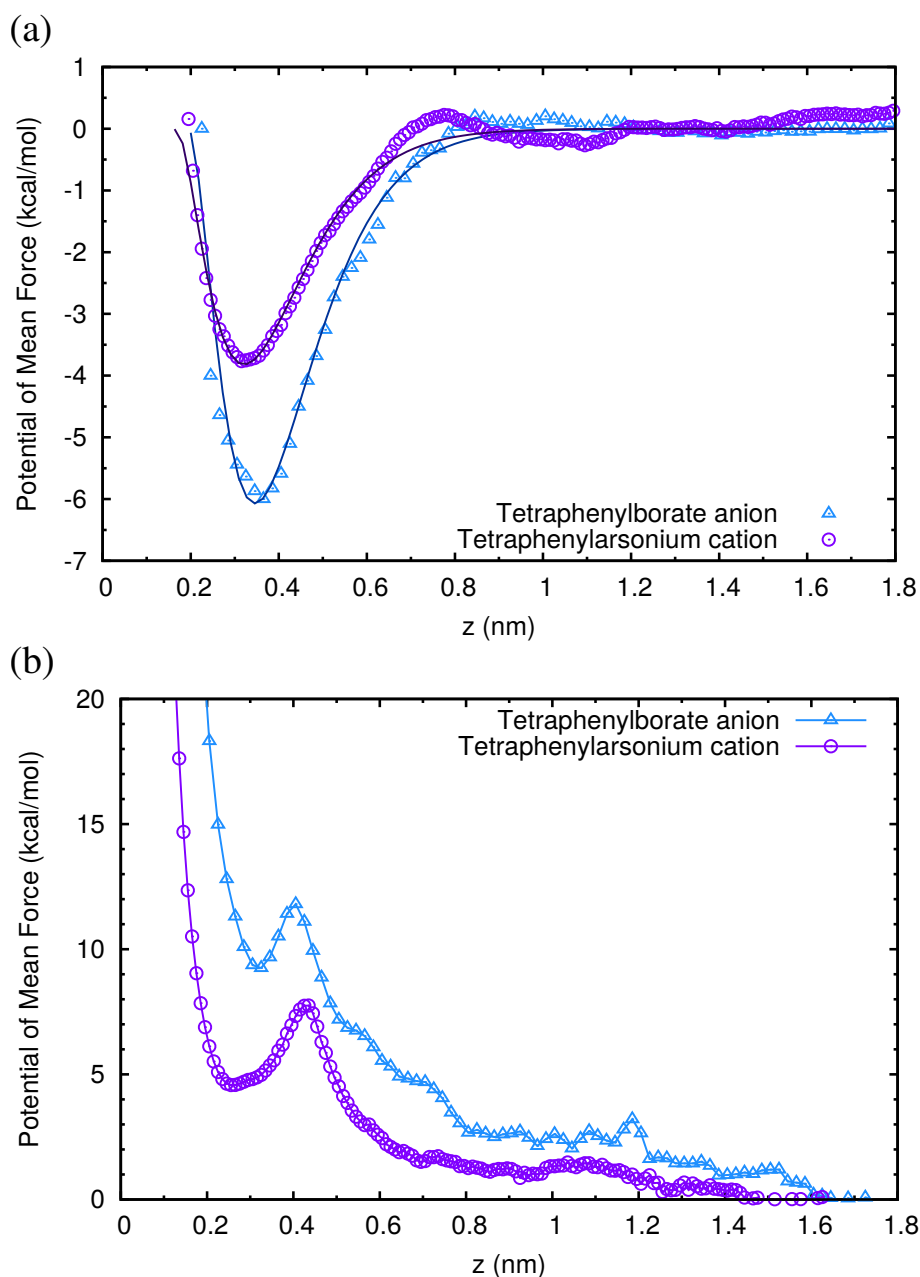 (a)
1
0
-1
-2
-3
-4
-5
-6
-7
Potential of Mean Force (kcal/mol)
Tetraphenylborate anion
Tetraphenylarsonium cation
0 0.2 0.4 0.6 0.8 1 1.2 1.4 1.6 1.8
z (nm)
(b)
20
15
10
5
0
Potential of Mean Force (kcal/mol)
Tetraphenylborate anion
Tetraphenylarsonium cation
0 0.2 0.4 0.6 0.8 1 1.2 1.4 1.6 1.8
z (nm)